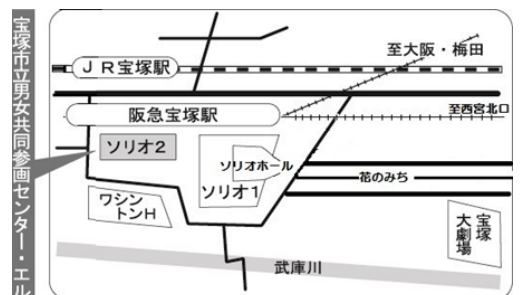 宝塚市立男女共同参画センター・エル
至大阪・梅田
JR宝塚駅
阪急宝塚駅
至西宮北口
ソリオ2
ソリオホール
ソリオ1
花のみち
ワシン
トンH
宝塚
大劇場
武庫川